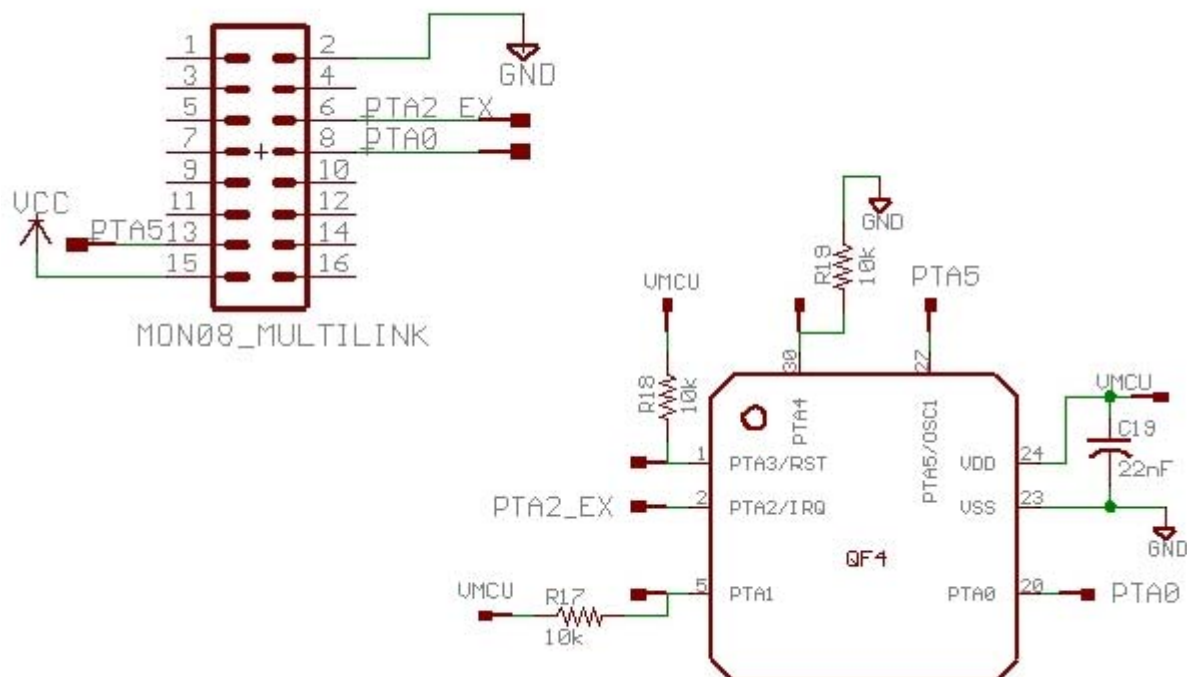 1 2
GND
3 4
5 6 PTA2_EX
7 8 PTA0
9 10
VCC
11 12
PTA5 13 14
15 16
MON08_MULTILINK
GND
R19
10k
VMCU
PTA5
30
27
R18
10k
VMCU
PTA4
PTA5/OSC1
C19
22nF
1 PTA3/RST
VDD 24
PTA2_EX 2 PTA2/IRQ
VSS 23
GND
QF4
VMCU R17
10k
5 PTA1
PTA0 20 PTA0